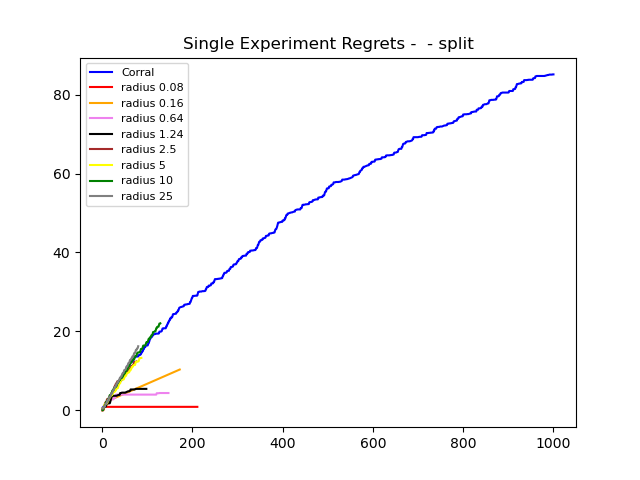 Single Experiment Regrets -  - split
Corral
radius 0.08
radius 0.16
radius 0.64
radius 1.24
radius 2.5
radius 5
radius 10
radius 25
80
60
40
20
0
0 200 400 600 800 1000